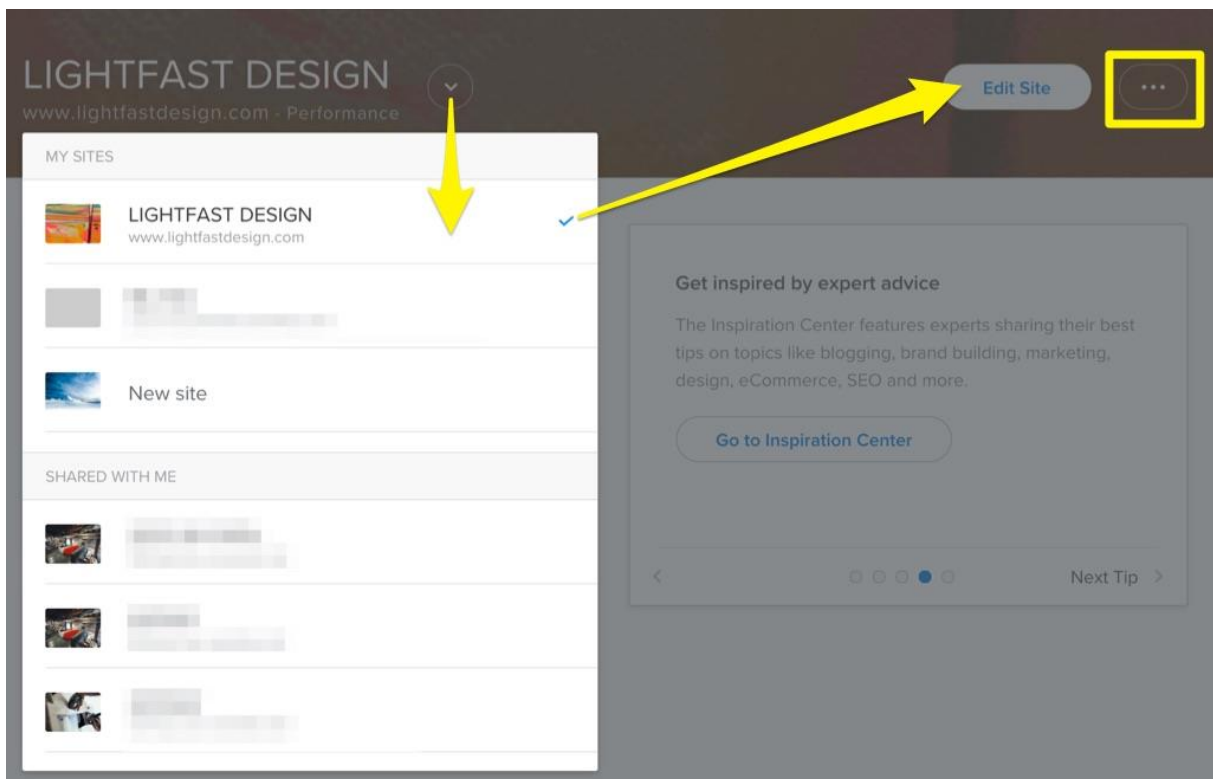 LIGHTFAST DESIGN
www.lightfastdesign.com - Performance
Edit Site
MY SITES
LIGHTFAST DESIGN
www.lightfastdesign.com
New site
SHARED WITH ME
Get inspired by expert advice
The Inspiration Center features experts sharing their best
tips on topics like blogging, brand building, marketing,
design, eCommerce, SEO and more.
Go to Inspiration Center
Next Tip